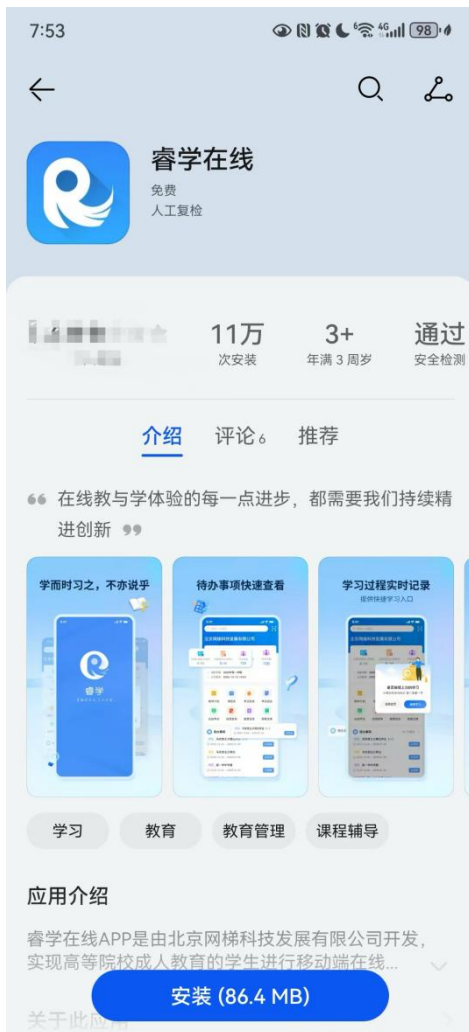 7:53
4G
98
睿学在线
免费
人工复检
11万
次安装
3+
年满 3 周岁
通过
安全检测
介绍
评论6
推荐
在线教与学体验的每一点进步，都需要我们持续精
进创新
学而时习之，不亦说乎
睿学
待办事项快速查看
学习过程实时记录
提供快捷学习入口
学习
教育
教育管理
课程辅导
应用介绍
睿学在线APP是由北京网梯科技发展有限公司开发，
实现高等院校成人教育的学生进行移动端在线...
安装 (86.4 MB)
关于此应用